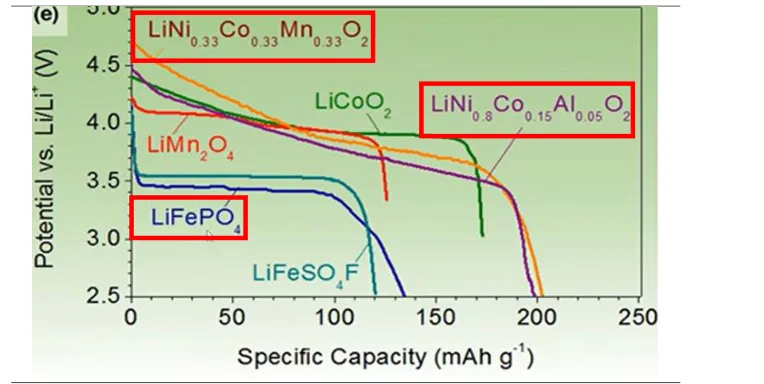 (e)
5.0
LiNi₀.₃₃Co₀.₃₃Mn₀.₃₃O₂
4.5
LiCoO₂
LiNi₀.₈Co₀.₁₅Al₀.₀₅O₂
4.0
LiMn₂O₄
3.5
LiFePO₄
3.0
LiFeSO₄F
2.5
0 50 100 150 200 250
Specific Capacity (mAh g⁻¹)
Potential vs. Li/Li⁺ (V)